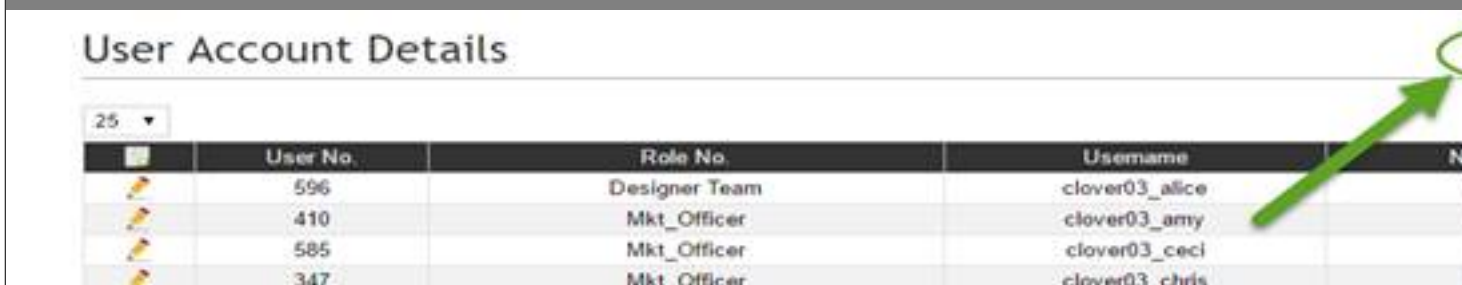 User Account Details
25
User No. Role No. Username N
596 Designer Team clover03_alice
410 Mkt_Officer clover03_amy
585 Mkt_Officer clover03_ceci
347 Mkt_Officer clover03_chris